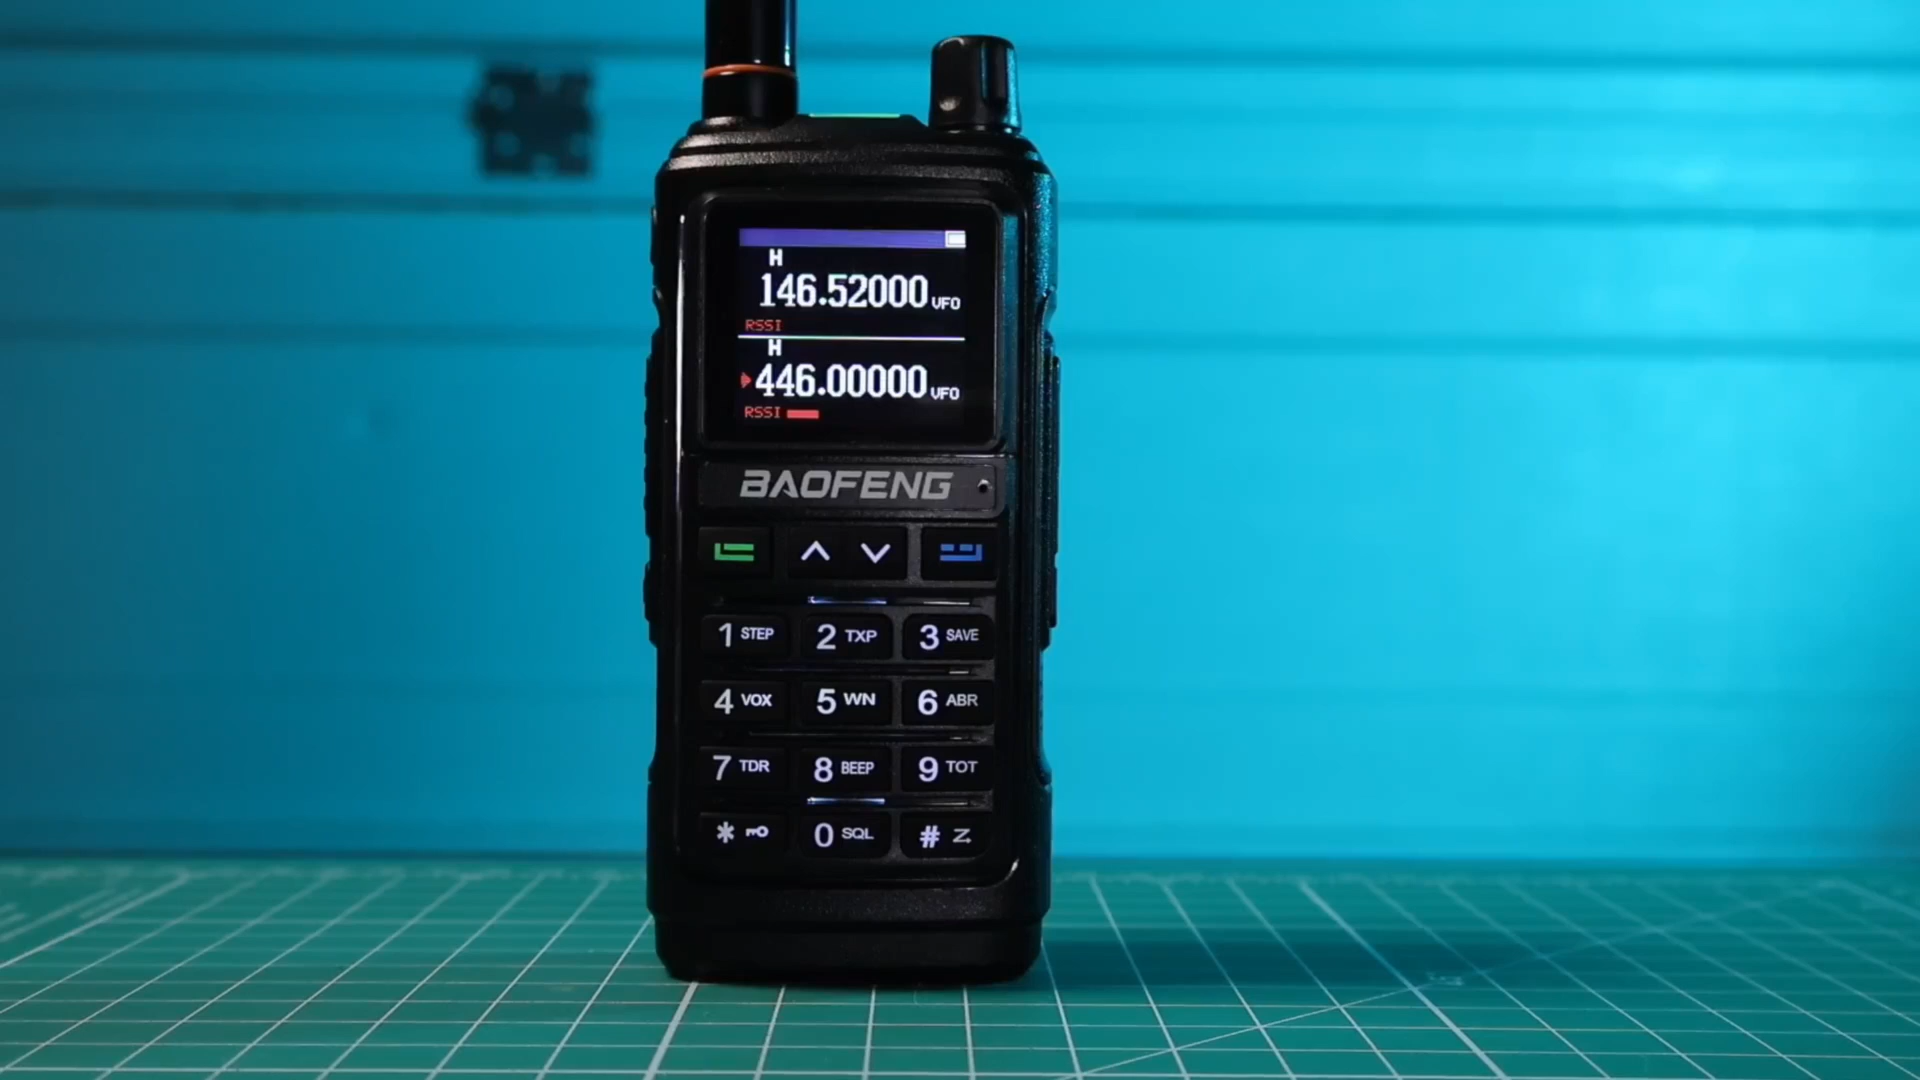 H
146.52000 VFO
RSSI
H
446.00000 VFO
RSSI
BAOFENG
1 STEP 2 TXP 3 SAVE
4 VOX 5 WN 6 ABR
7 TDR 8 BEEP 9 TOT
* 0 SQL #